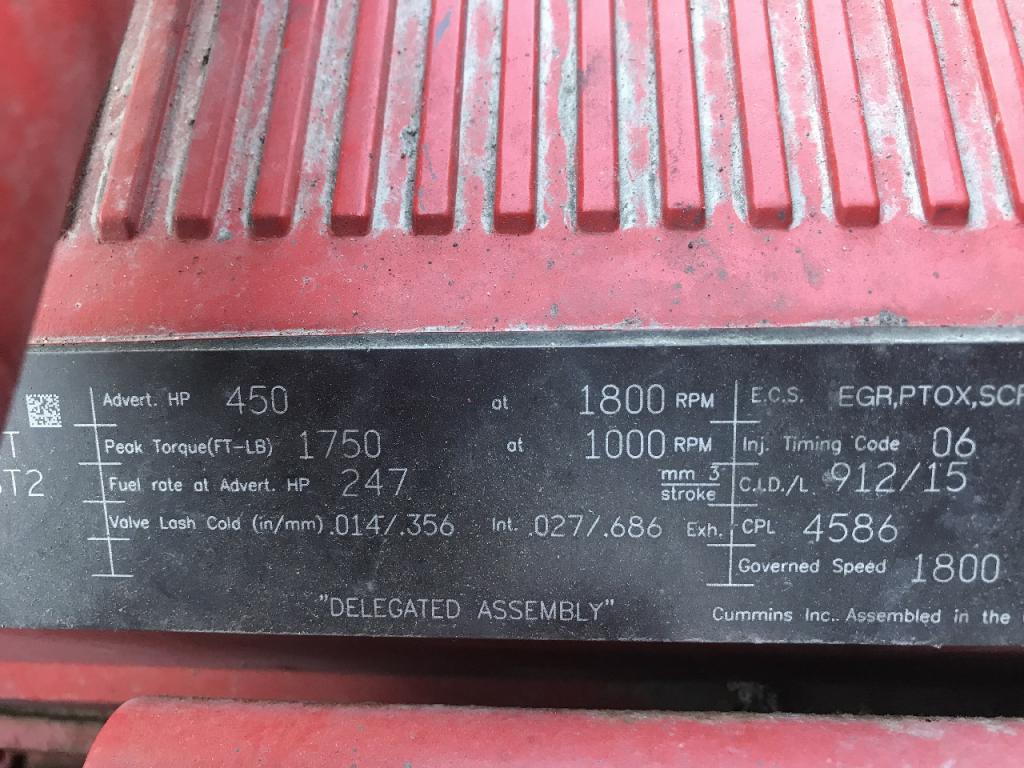 Advert. HP 450 at 1800 RPM E.C.S. EGR,PTOX,SCR
T Peak Torque(FT-LB) 1750 at 1000 RPM Inj. Timing Code 06
ST2 Fuel rate at Advert. HP 247 mm 3/stroke C.I.D./L 912/15
Valve Lash Cold (in/mm) .014/.356 Int. .027/.686 Exh. CPL 4586
Governed Speed 1800
"DELEGATED ASSEMBLY" Cummins Inc.. Assembled in the